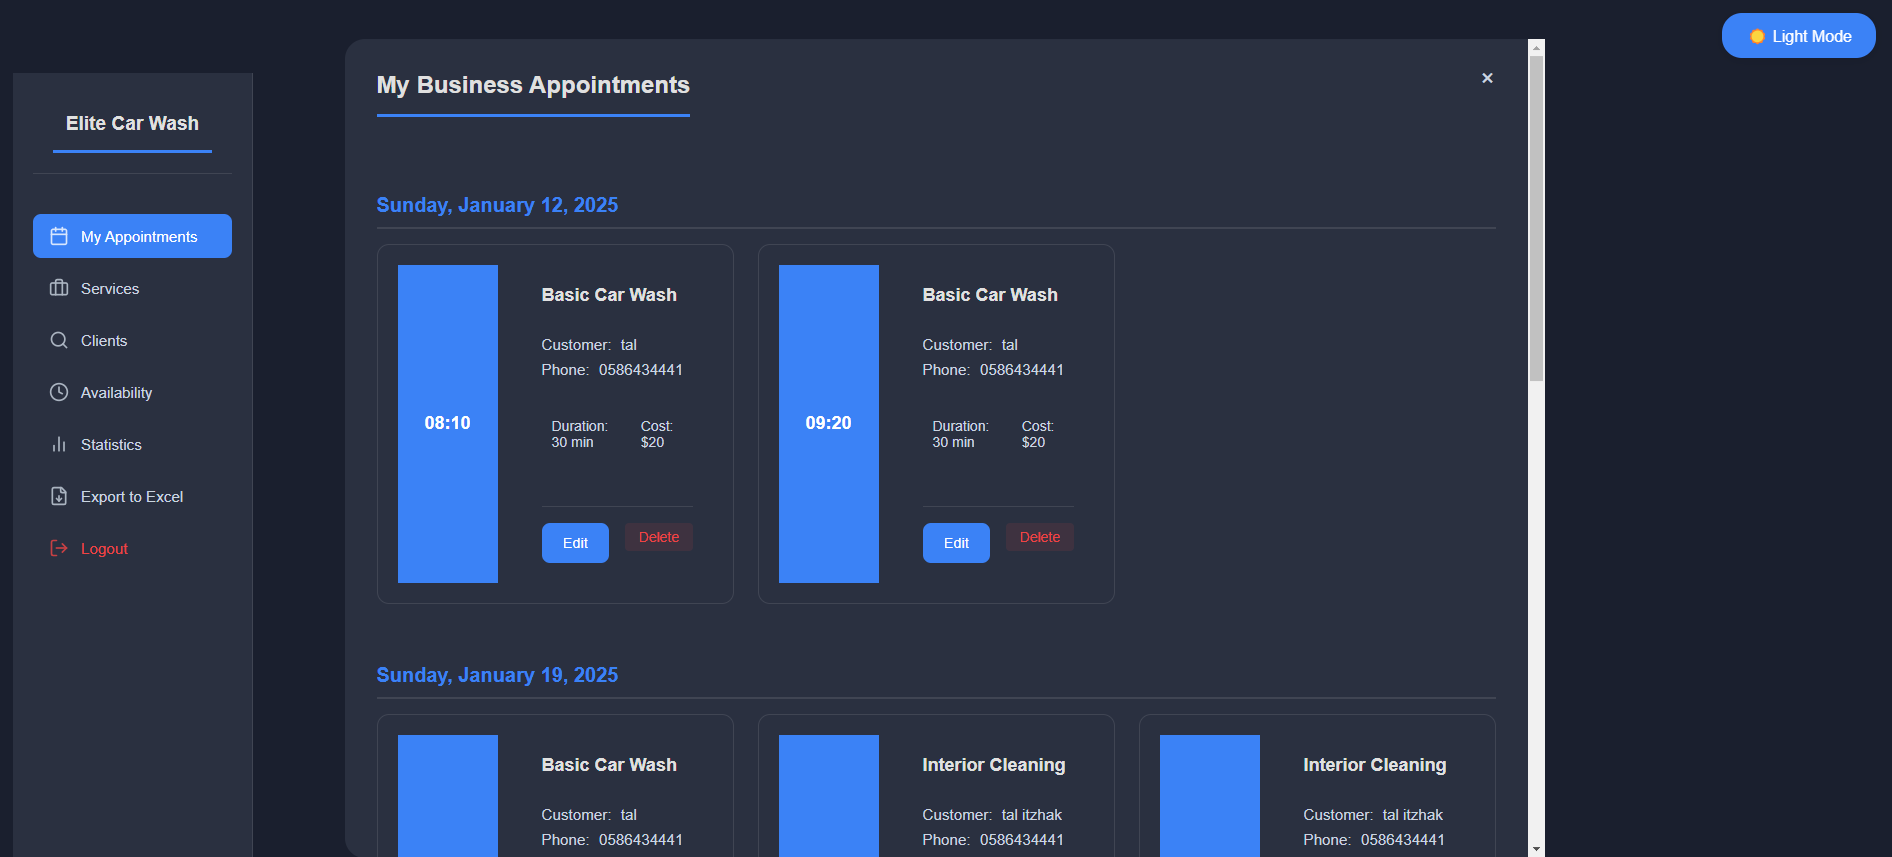 Light Mode
Elite Car Wash
My Appointments
Services
Clients
Availability
Statistics
Export to Excel
Logout
My Business Appointments
×
Sunday, January 12, 2025
08:10
Basic Car Wash
Customer: tal
Phone: 0586434441
Duration: 30 min
Cost: $20
Edit
Delete
09:20
Basic Car Wash
Customer: tal
Phone: 0586434441
Duration: 30 min
Cost: $20
Edit
Delete
Sunday, January 19, 2025
Basic Car Wash
Customer: tal
Phone: 0586434441
Interior Cleaning
Customer: tal itzhak
Phone: 0586434441
Interior Cleaning
Customer: tal itzhak
Phone: 0586434441